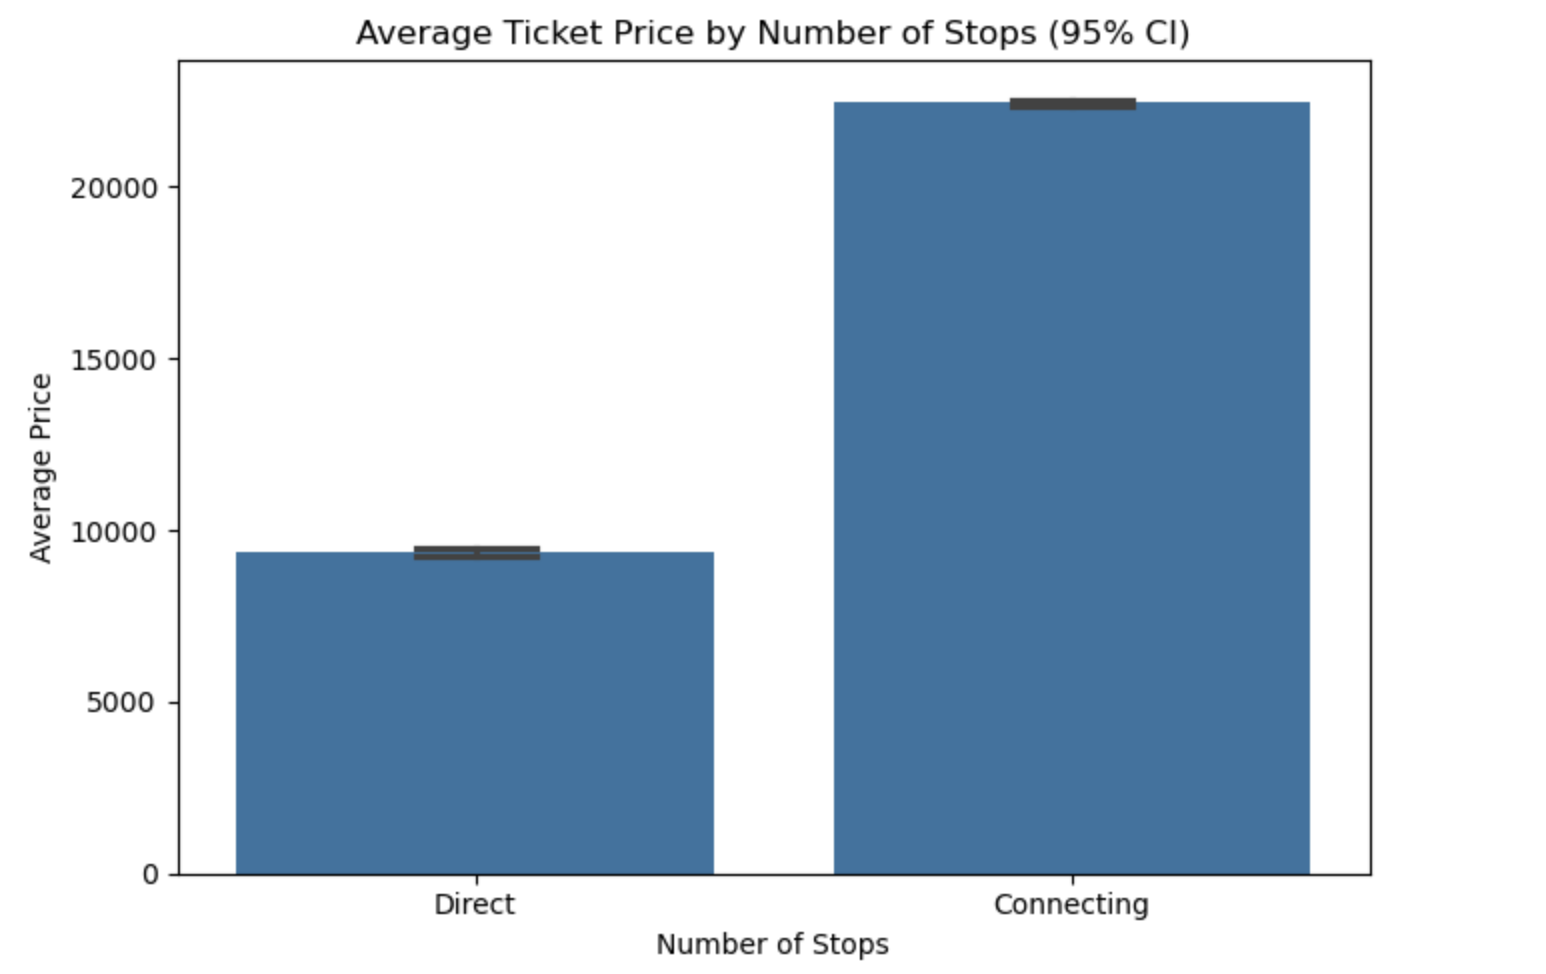 Average Ticket Price by Number of Stops (95% CI)
Average Price
20000
15000
10000
5000
0
Direct
Connecting
Number of Stops